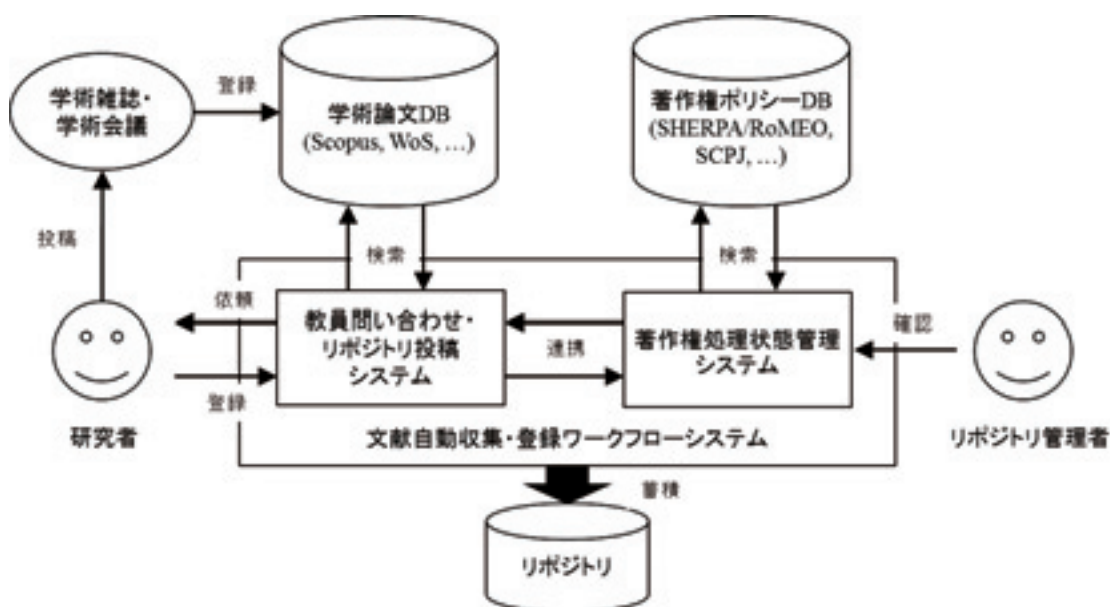 学術雑誌・
学術会議
登録
学術論文DB
(Scopus, WoS, …)
著作権ポリシーDB
(SHERPA/RoMEO,
SCPJ, …)
投稿
検索
検索
依頼
教員問い合わせ・
リポジトリ投稿
システム
連携
著作権処理状態管理
システム
確認
登録
研究者
文献自動収集・登録ワークフローシステム
リポジトリ管理者
蓄積
リポジトリ